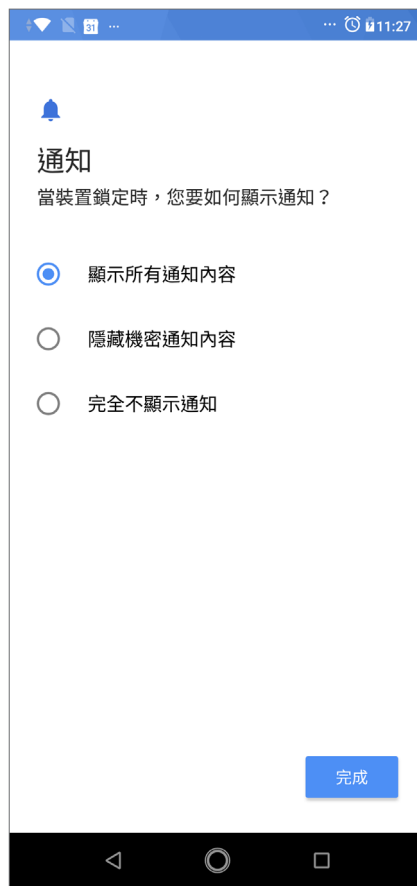 31 ... ... 11:27
通知
當裝置鎖定時，您要如何顯示通知？
顯示所有通知內容
隱藏機密通知內容
完全不顯示通知
完成